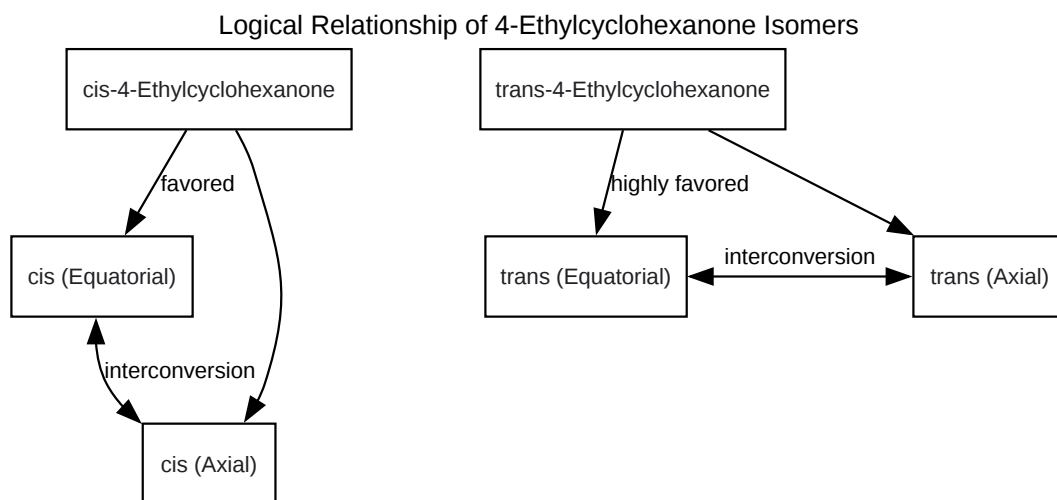 Logical Relationship of 4-Ethylcyclohexanone Isomers
cis-4-Ethylcyclohexanone
trans-4-Ethylcyclohexanone
favored
highly favored
cis (Equatorial)
trans (Equatorial)
interconversion
trans (Axial)
interconversion
cis (Axial)